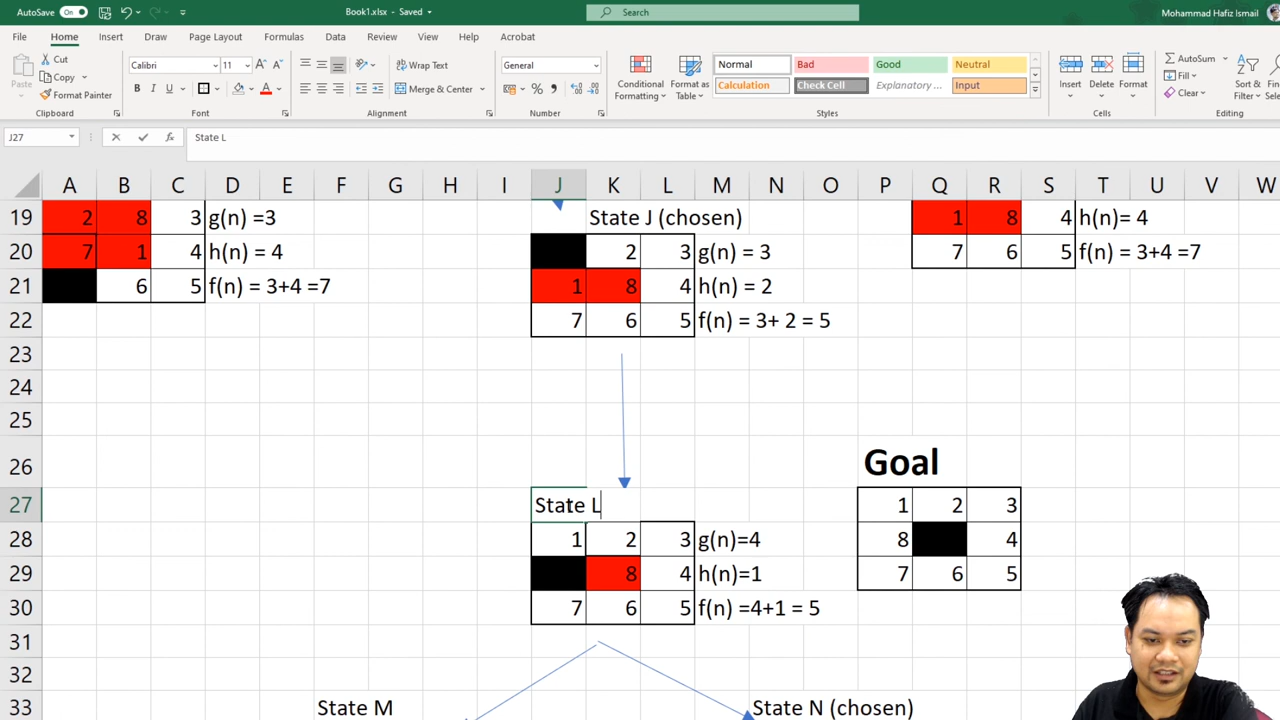 AutoSave On Book1.xlsx - Saved Search Mohammad Hafiz Ismail
File Home Insert Draw Page Layout Formulas Data Review View Help Acrobat
Paste Cut Copy Format Painter Clipboard
Calibri 11 B I U A Font
Wrap Text Merge & Center Alignment
General % Number
Conditional Formatting Format as Table
Normal Bad Good Neutral
Calculation Check Cell Explanatory ... Input
Styles
Insert Delete Format Cells
AutoSum Fill Clear Sort & Filter Editing
J27 fx State L
A B C D E F G H I J K L M N O P Q R S T U V W
19 2 8 3 g(n) =3 State J (chosen) 1 8 4 h(n)= 4
20 7 1 4 h(n) = 4 2 3 g(n) = 3 7 6 5 f(n) = 3+4 =7
21 6 5 f(n) = 3+4 =7 1 8 4 h(n) = 2
22 7 6 5 f(n) = 3+ 2 = 5
23
24
25
26 Goal
27 State L 1 2 3
28 1 2 3 g(n)=4 8 4
29 8 4 h(n)=1 7 6 5
30 7 6 5 f(n) =4+1 = 5
31
32
33 State M State N (chosen)